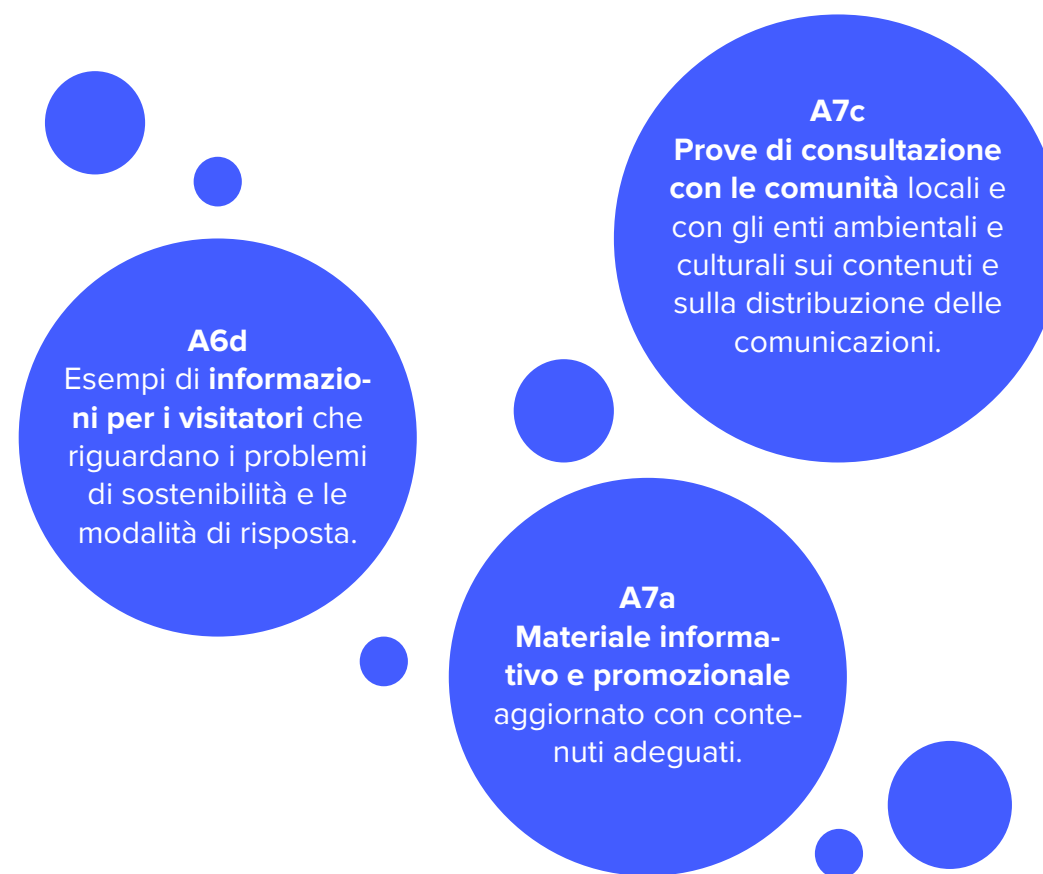 A6d
Esempi di informazio-
ni per i visitatori che
riguardano i problemi
di sostenibilità e le
modalità di risposta.
A7c
Prove di consultazione
con le comunità locali e
con gli enti ambientali e
culturali sui contenuti e
sulla distribuzione delle
comunicazioni.
A7a
Materiale informa-
tivo e promozionale
aggiornato con conte-
nuti adeguati.